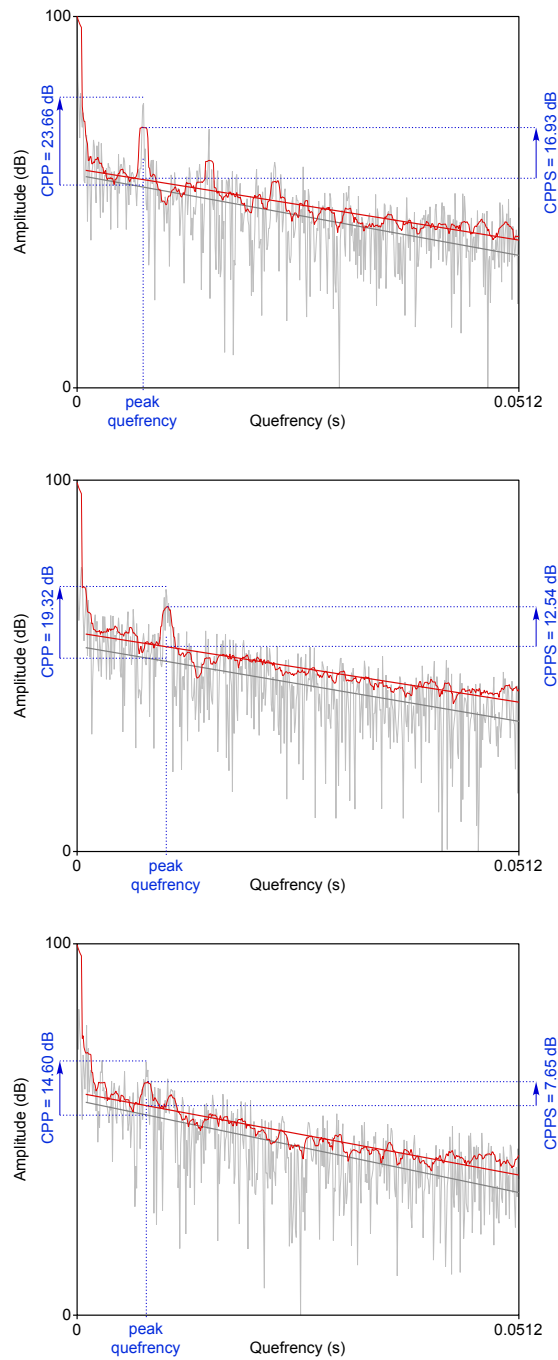 100
Amplitude (dB)
CPP = 23.66 dB
CPPS = 16.93 dB
0
0
peak
quefrency
Quefrency (s)
0.0512
100
Amplitude (dB)
CPP = 19.32 dB
CPPS = 12.54 dB
0
0
peak
quefrency
Quefrency (s)
0.0512
100
Amplitude (dB)
CPP = 14.60 dB
CPPS = 7.65 dB
0
0
peak
quefrency
Quefrency (s)
0.0512